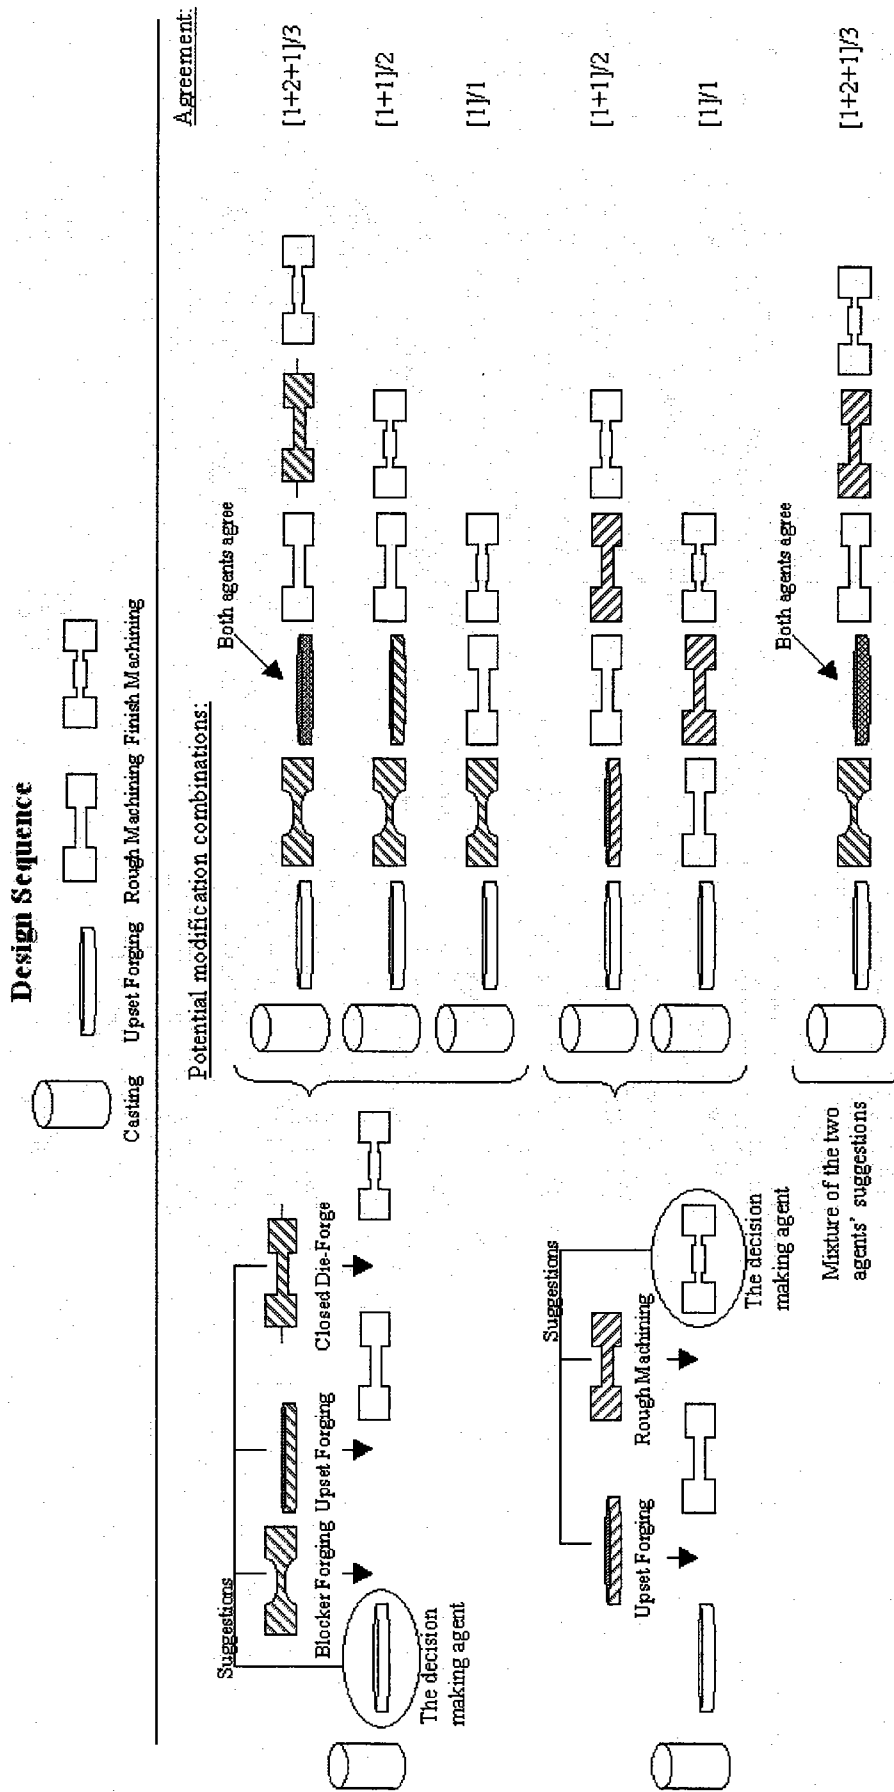 Design Sequence
Casting
Upset Forging
Rough Machining
Finish Machining
Suggestions
Blocker Forging
Upset Forging
Closed Die-Forge
The decision
making agent
Suggestions
Upset Forging
Rough Machining
The decision
making agent
Mixture of the two
agents' suggestions
Potential modification combinations:
Both agents agree
Both agents agree
Agreement:
[1+2+1]/3
[1+1]/2
[1]/1
[1+1]/2
[1]/1
[1+2+1]/3